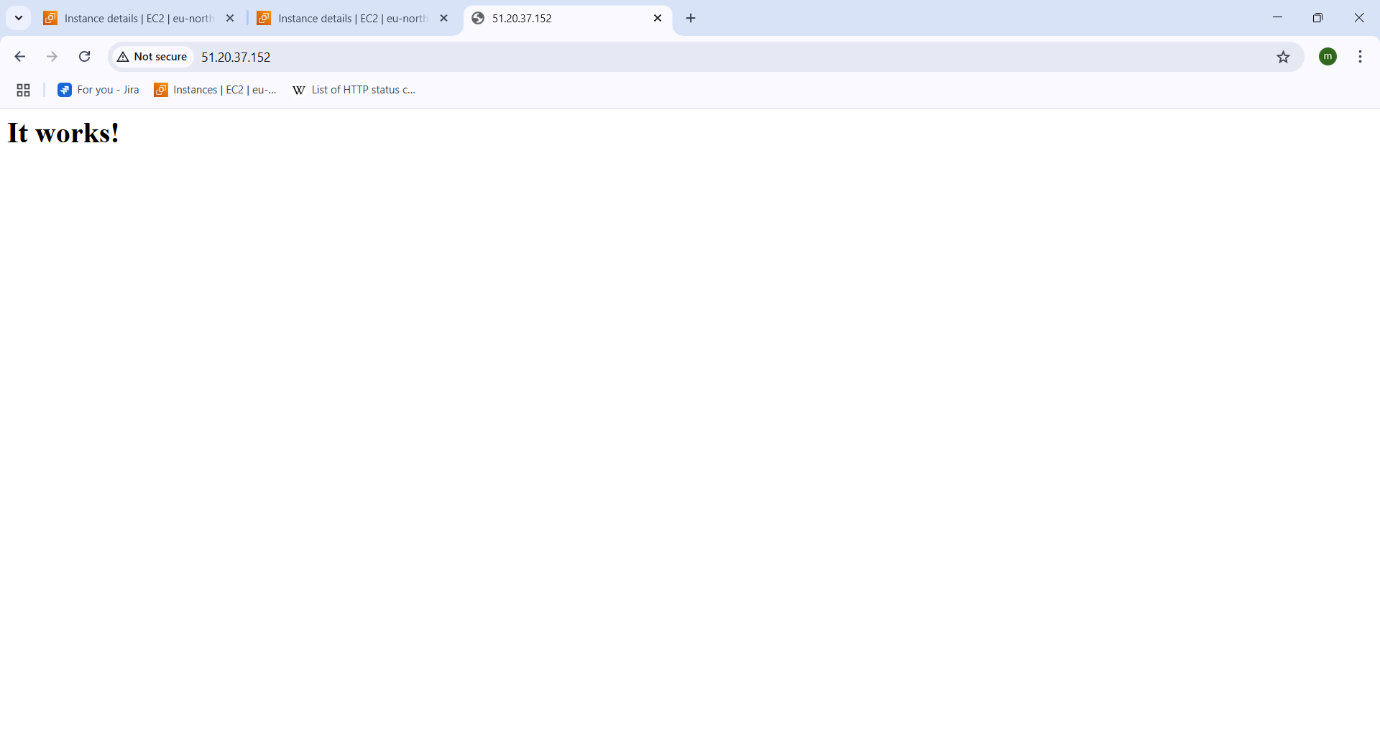 Instance details | EC2 | eu-north
Instance details | EC2 | eu-north
51.20.37.152
Not secure
51.20.37.152
m
For you - Jira
Instances | EC2 | eu-...
W
List of HTTP status c...
It works!